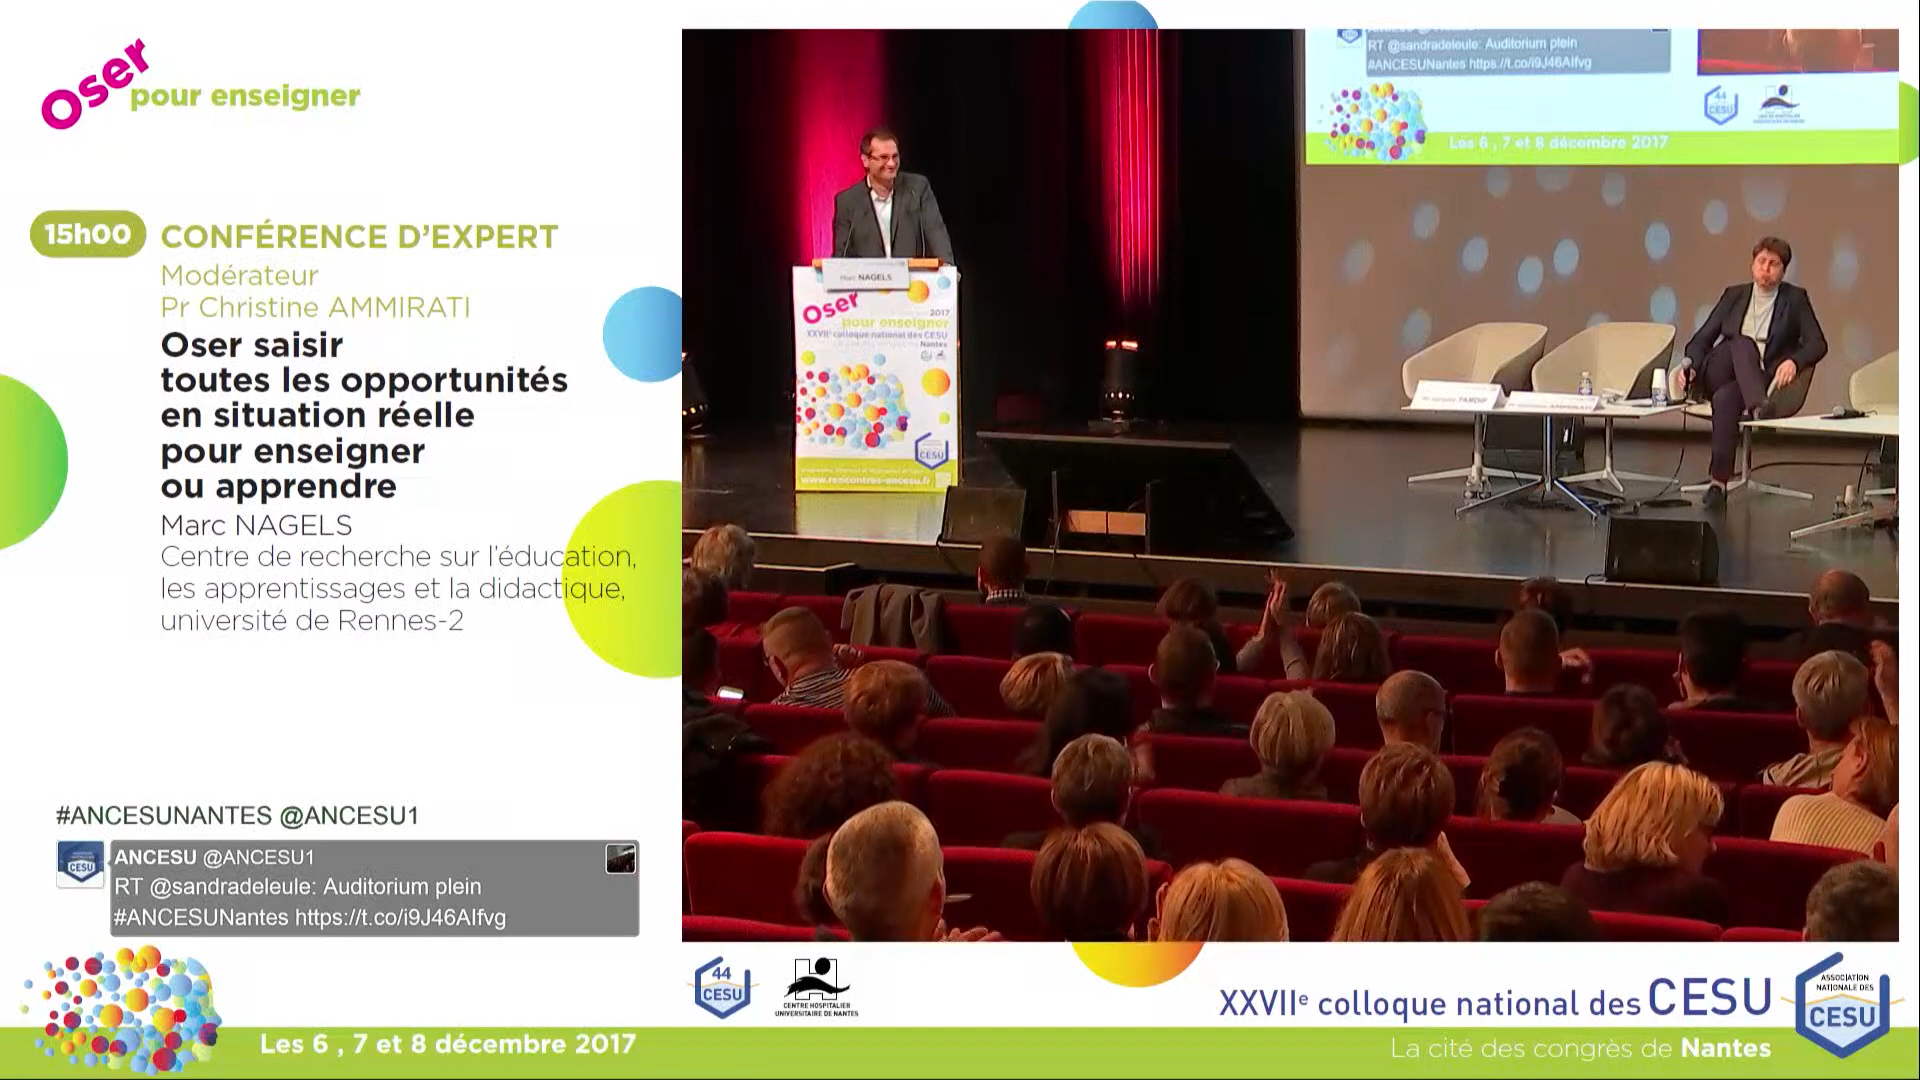 Oser
pour enseigner
15h00
CONFÉRENCE D'EXPERT
Modérateur
Pr Christine AMMIRATI
Oser saisir
toutes les opportunités
en situation réelle
pour enseigner
ou apprendre
Marc NAGELS
Centre de recherche sur l'éducation,
les apprentissages et la didactique,
université de Rennes-2
#ANCESUNANTES @ANCESU1
CESU
ANCESU @ANCESU1
RT @sandradeleule: Auditorium plein
#ANCESUNantes https://t.co/i9J46AIfvg
Les 6 , 7 et 8 décembre 2017
RT @sandradeleule: Auditorium plein
#ANCESUNantes https://t.co/i9J46AIfvg
44
CESU
Les 6 , 7 et 8 décembre 2017
Marc NAGELS
Oser
2017
pour enseigner
XXVIIe colloque national des CESU
Nantes
CESU
www.rencontres-ancesu.fr
TARDIF
44
CESU
CENTRE HOSPITALIER
UNIVERSITAIRE DE NANTES
XXVIIe colloque national des CESU
La cité des congrès de Nantes
ASSOCIATION
NATIONALE DES
CESU